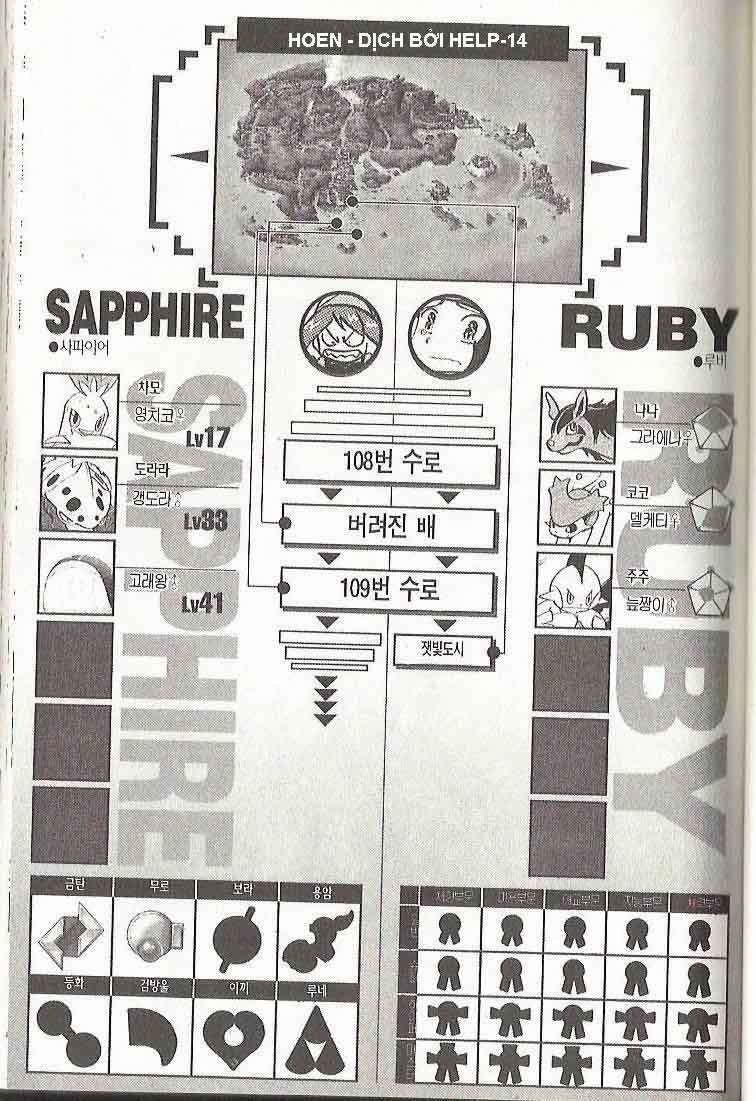 HOEN - DỊCH BỞI HELP-14
SAPPHIRE
●사파이어
RUBY
●루비
차모
영치코♀
Lv17
도라라
갱도라♂
Lv33
고래왕♂
Lv41
SAPPHIRE
108번 수로
버려진 배
109번 수로
잿빛도시
나나
그라에나♀
코코
델케티♀
주주
늪짱이♂
RUBY
금탄
무로
보라
용암
등화
검방울
이끼
루네